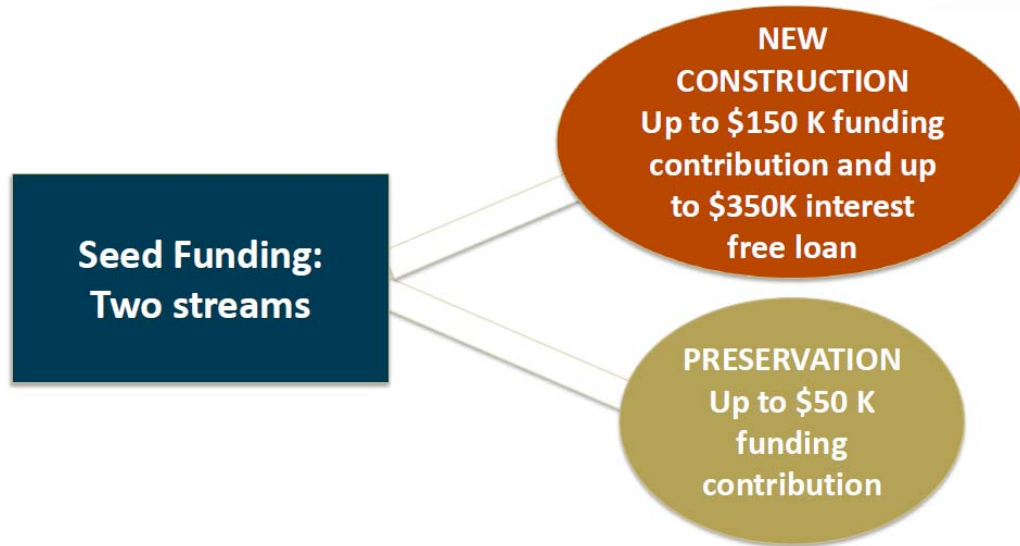 NEW
CONSTRUCTION
Up to $150 K funding
contribution and up
to $350K interest
free loan
Seed Funding:
Two streams
PRESERVATION
Up to $50 K
funding
contribution